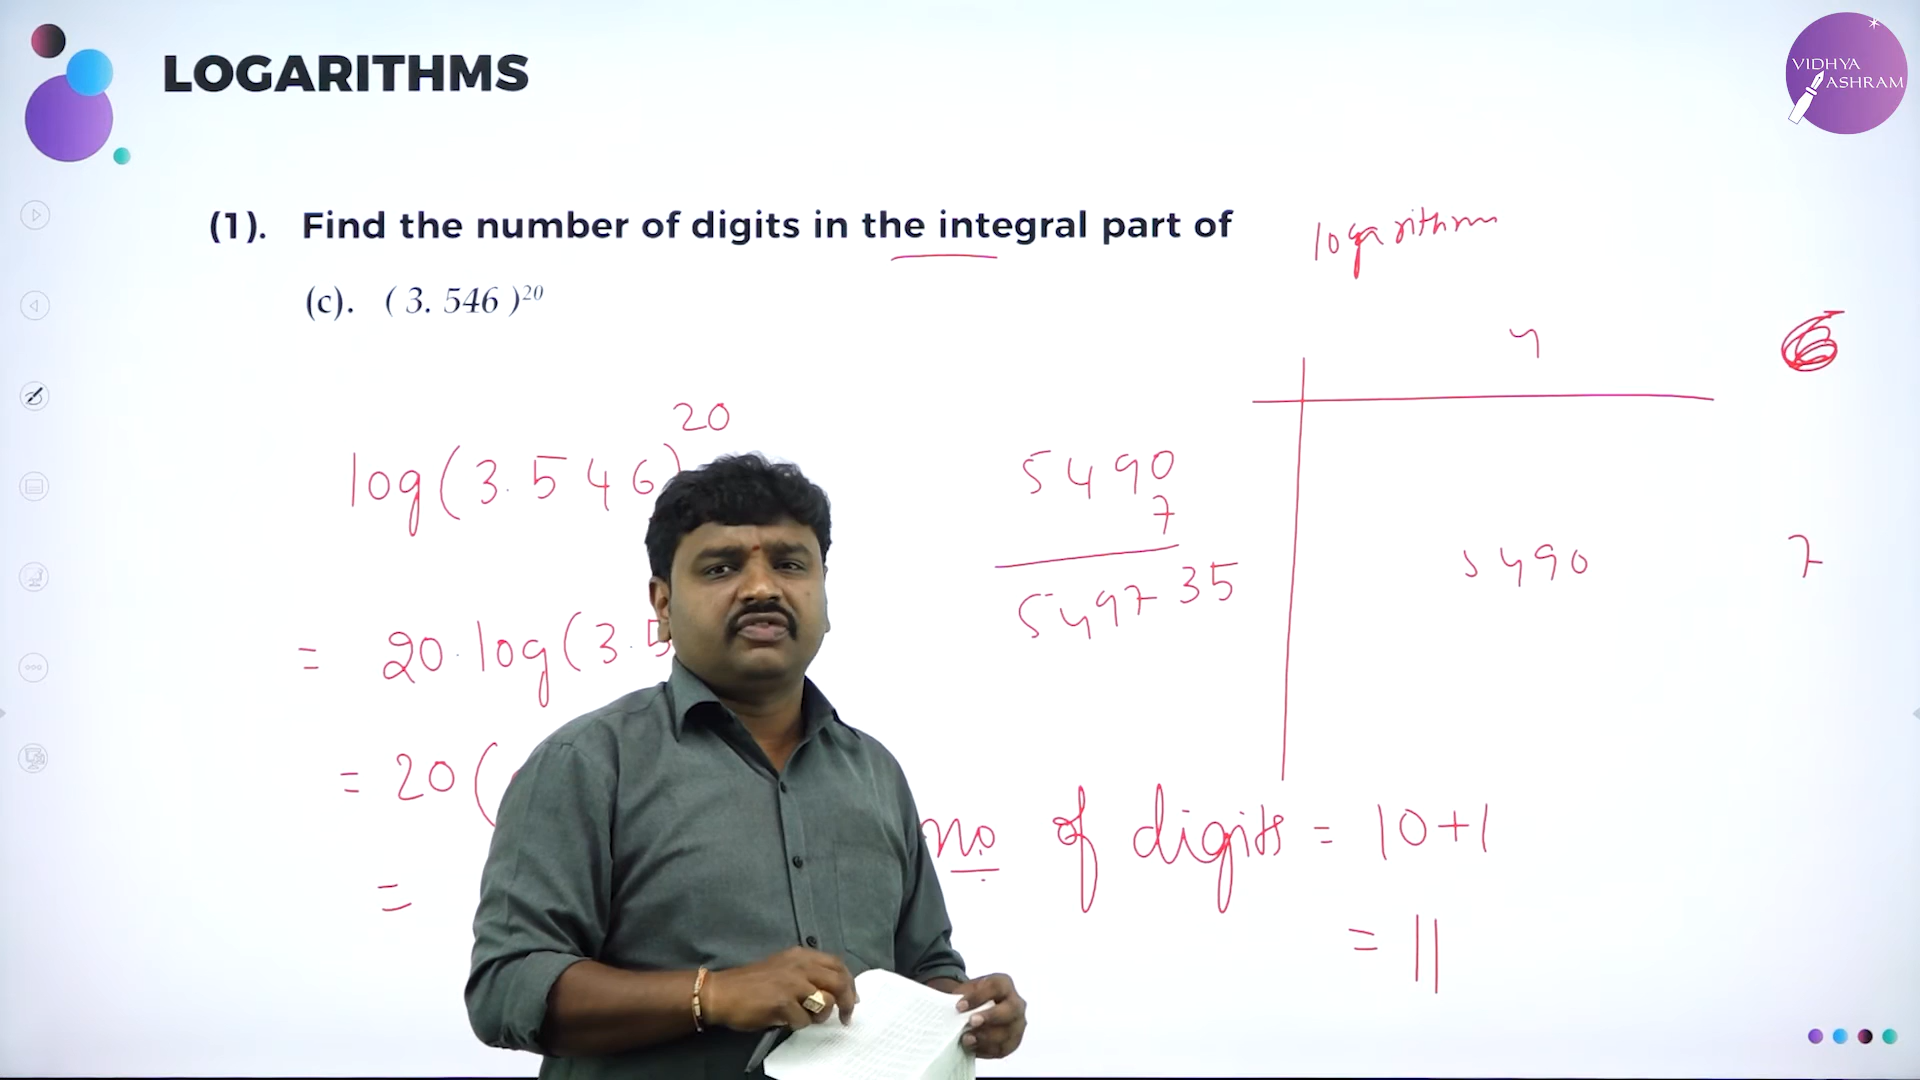 LOGARITHMS
VIDHYA
ASHRAM
(1). Find the number of digits in the integral part of
logarithm
(c). (3. 546)²⁰
4
log(3.546)²⁰
5490
7
549735
5490 7
= 20.log(3.5
= 20(
no of digits = 10+1
=
= 11